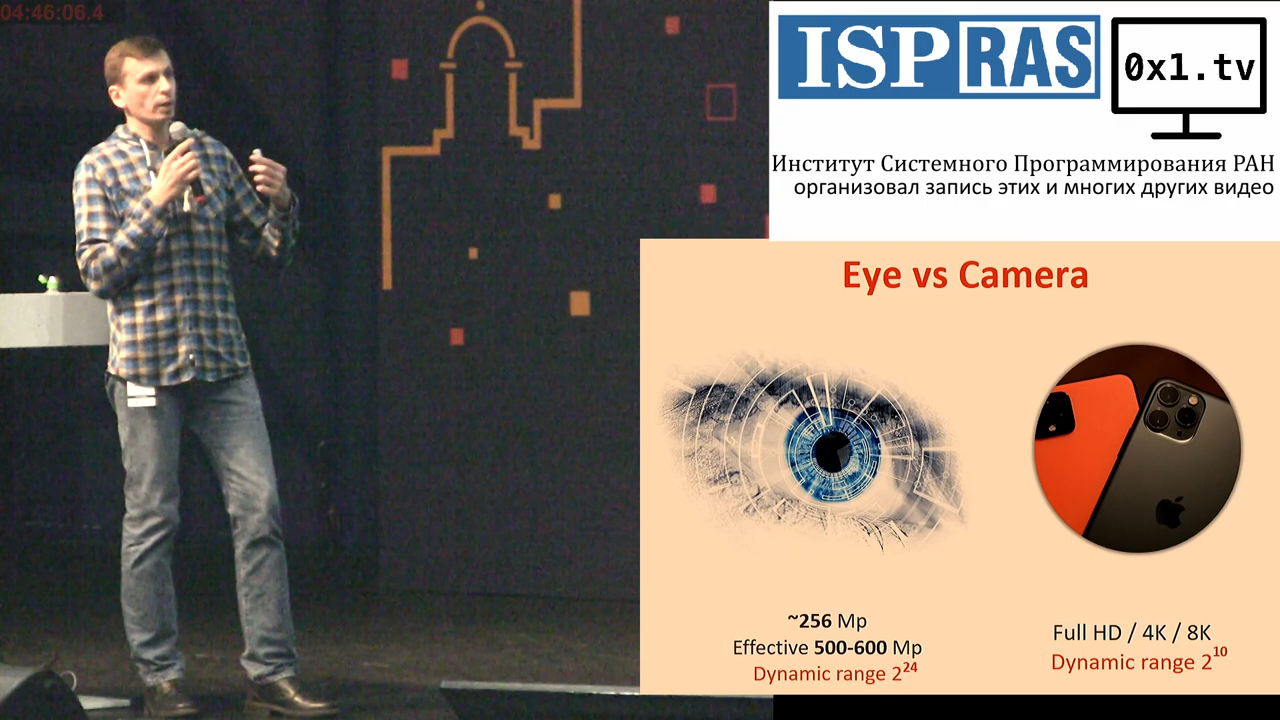 04:46:06.4
ISP RAS
0x1.tv
Институт Системного Программирования РАН
организовал запись этих и многих других видео
Eye vs Camera
~256 Mp
Effective 500-600 Mp
Dynamic range 2^24
Full HD / 4K / 8K
Dynamic range 2^10